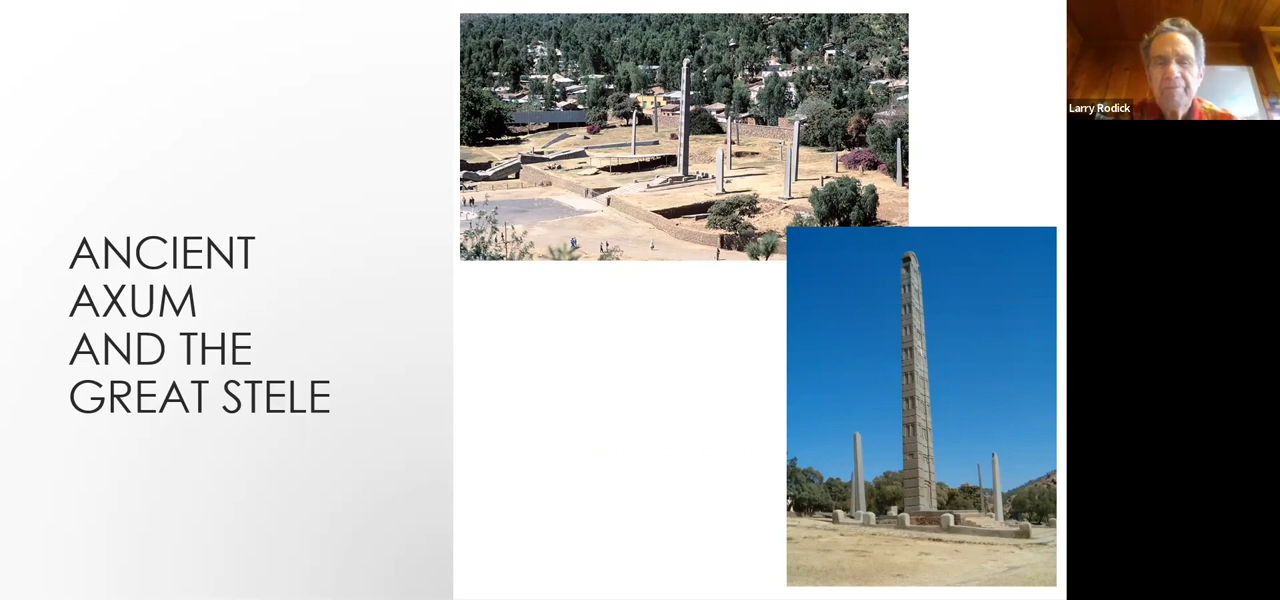 ANCIENT
AXUM
AND THE
GREAT STELE
Larry Rodick